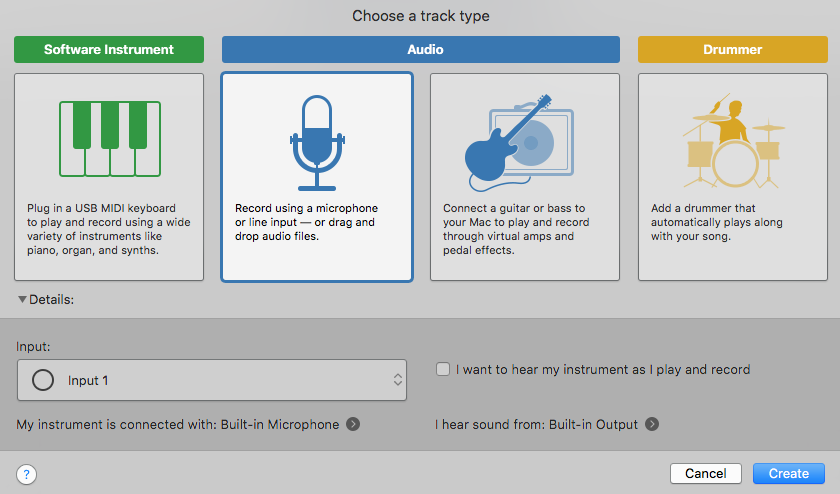 Choose a track type
Software Instrument
Audio
Drummer
Plug in a USB MIDI keyboard
to play and record using a wide
variety of instruments like
piano, organ, and synths.
Record using a microphone
or line input — or drag and
drop audio files.
Connect a guitar or bass to
your Mac to play and record
through virtual amps and
pedal effects.
Add a drummer that
automatically plays along
with your song.
Details:
Input:
Input 1
I want to hear my instrument as I play and record
My instrument is connected with: Built-in Microphone
I hear sound from: Built-in Output
?
Cancel
Create